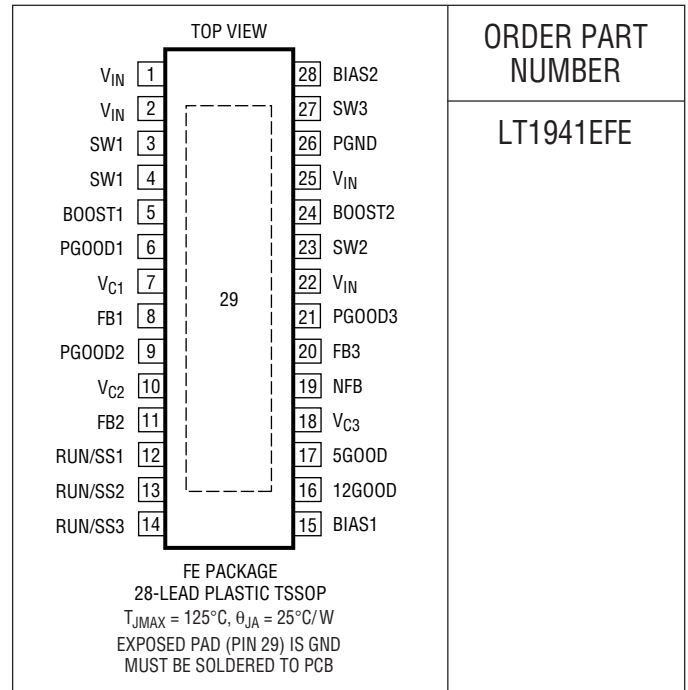 TOP VIEW
V_IN 1
V_IN 2
SW1 3
SW1 4
BOOST1 5
PGOOD1 6
V_C1 7
FB1 8
PGOOD2 9
V_C2 10
FB2 11
RUN/SS1 12
RUN/SS2 13
RUN/SS3 14
29
28 BIAS2
27 SW3
26 PGND
25 V_IN
24 BOOST2
23 SW2
22 V_IN
21 PGOOD3
20 FB3
19 NFB
18 V_C3
17 5GOOD
16 12GOOD
15 BIAS1
FE PACKAGE
28-LEAD PLASTIC TSSOP
T_JMAX = 125°C, θ_JA = 25°C/W
EXPOSED PAD (PIN 29) IS GND
MUST BE SOLDERED TO PCB
ORDER PART
NUMBER
LT1941EFE